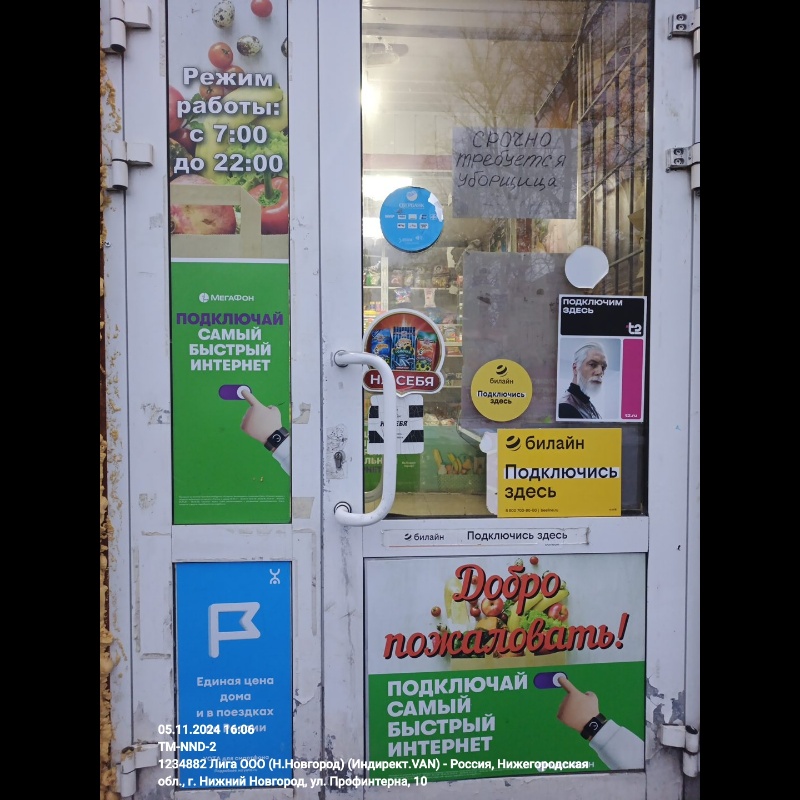 Режим
работы:
с 7:00
до 22:00
МЕГАФОН
ПОДКЛЮЧАЙ
САМЫЙ
БЫСТРЫЙ
ИНТЕРНЕТ
Единая цена
дома
и в поездках
СРОЧНО
требуется
уборщица
ПОДКЛЮЧИМ
ЗДЕСЬ
t2
t2.ru
НА СЕБЯ
билайн
Подключись
здесь
билайн
Подключись
здесь
билайн Подключись здесь
Добро
пожаловать!
ПОДКЛЮЧАЙ
САМЫЙ
БЫСТРЫЙ
ИНТЕРНЕТ
05.11.2024 16:06
TM-NND-2
1234882 Лига ООО (Н.Новгород) (Индирект.VAN) - Россия, Нижегородская
обл., г. Нижний Новгород, ул. Профинтерна, 10